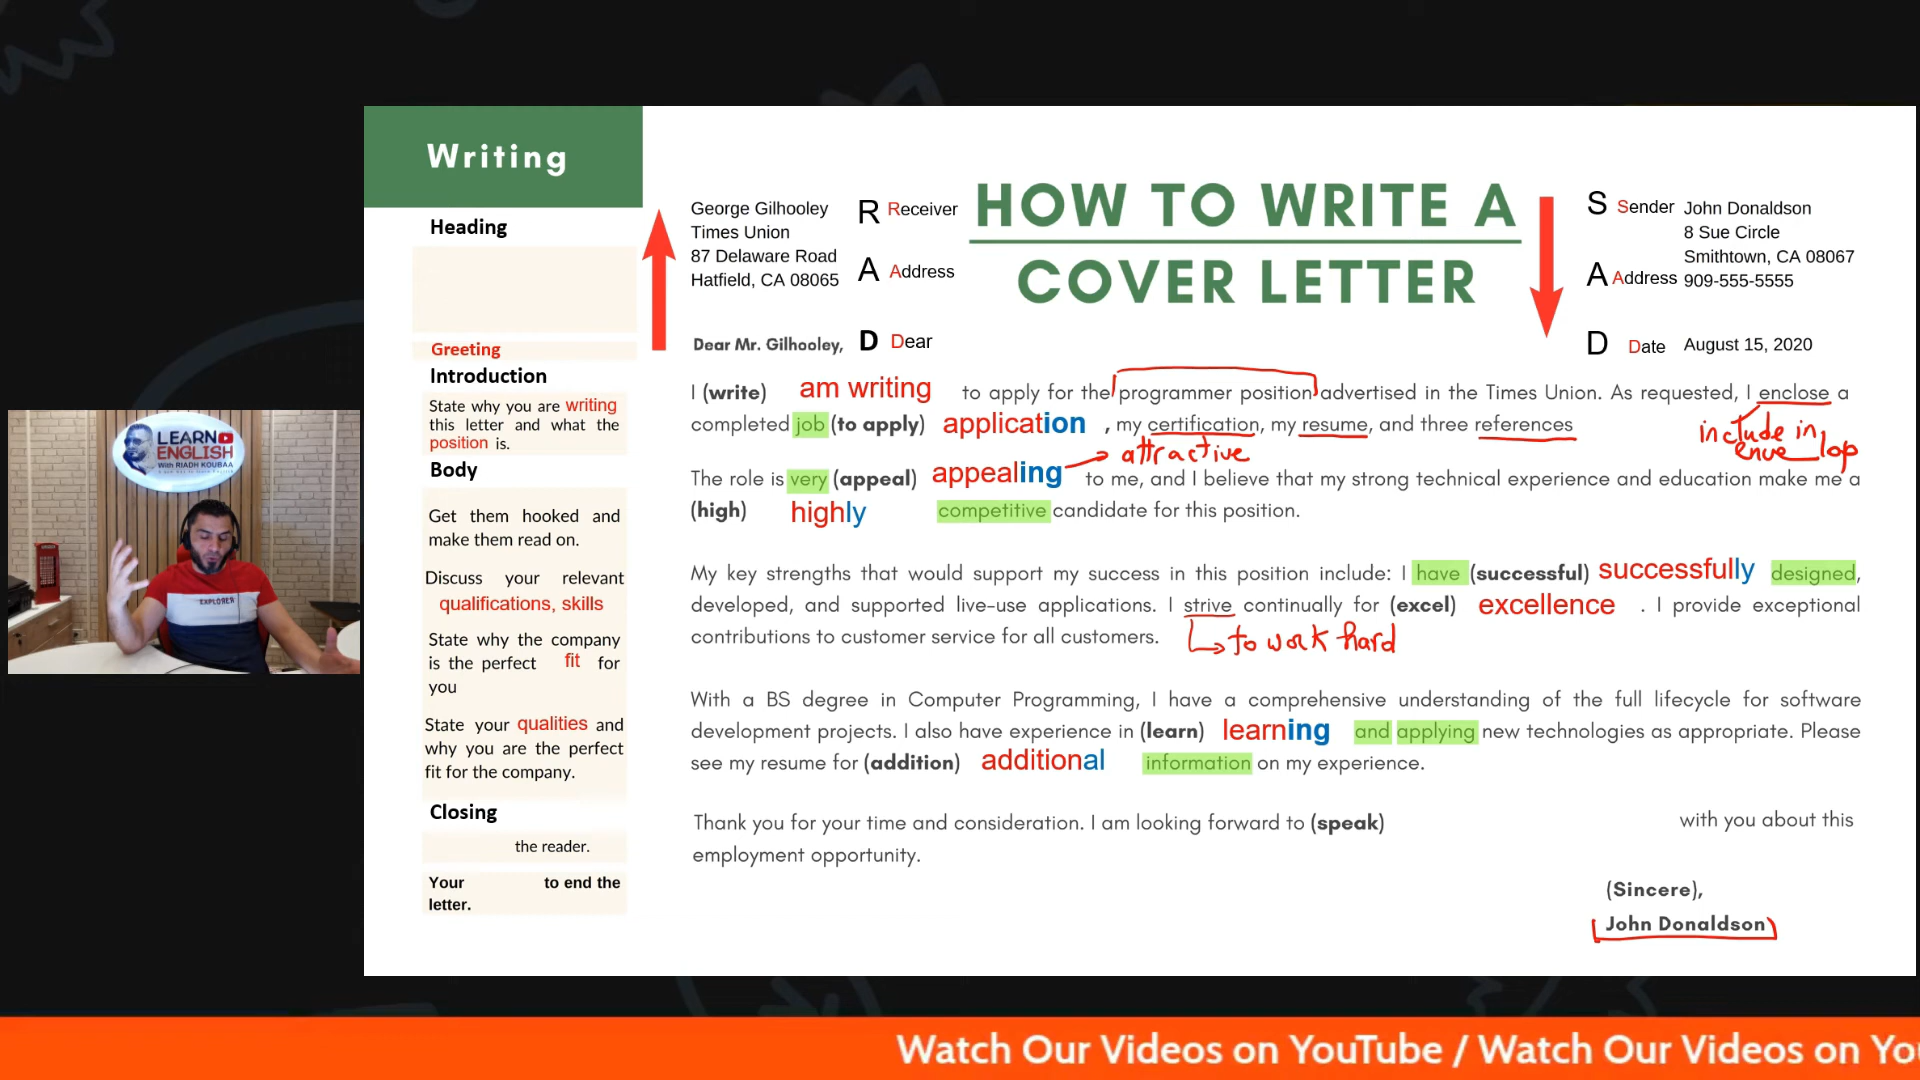 Writing
Heading
Greeting
Introduction
State why you are writing
this letter and what the
position is.
Body
Get them hooked and
make them read on.
Discuss your relevant
qualifications, skills
State why the company
is the perfect fit for
you
State your qualities and
why you are the perfect
fit for the company.
Closing
the reader.
Your to end the
letter.
George Gilhooley
Times Union
87 Delaware Road
Hatfield, CA 08065
R Receiver
A Address
D Dear
HOW TO WRITE A
COVER LETTER
S Sender
A Address
D Date
John Donaldson
8 Sue Circle
Smithtown, CA 08067
909-555-5555
August 15, 2020
Dear Mr. Gilhooley,
I (write) am writing to apply for the programmer position advertised in the Times Union. As requested, I enclose a
completed job (to apply) application , my certification, my resume, and three references
include in
enve lop
attractive
The role is very (appeal) appealing to me, and I believe that my strong technical experience and education make me a
(high) highly competitive candidate for this position.
My key strengths that would support my success in this position include: I have (successful) successfully designed,
developed, and supported live-use applications. I strive continually for (excel) excellence . I provide exceptional
contributions to customer service for all customers.
to work hard
With a BS degree in Computer Programming, I have a comprehensive understanding of the full lifecycle for software
development projects. I also have experience in (learn) learning and applying new technologies as appropriate. Please
see my resume for (addition) additional information on my experience.
Thank you for your time and consideration. I am looking forward to (speak) with you about this
employment opportunity.
(Sincere),
John Donaldson
LEARN
ENGLISH
With RIADH KOUBAA
EXPLORER
Watch Our Videos on YouTube / Watch Our Videos on You